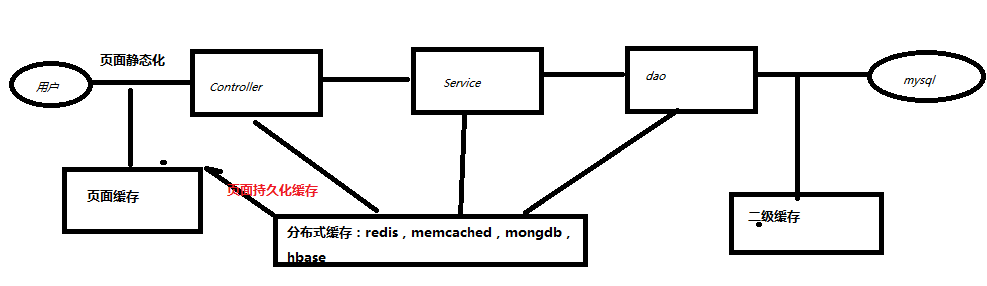 页面静态化
用户
Controller
Service
dao
mysql
页面缓存
页面持久化缓存
二级缓存
分布式缓存：redis，memcached，mongdb，
hbase